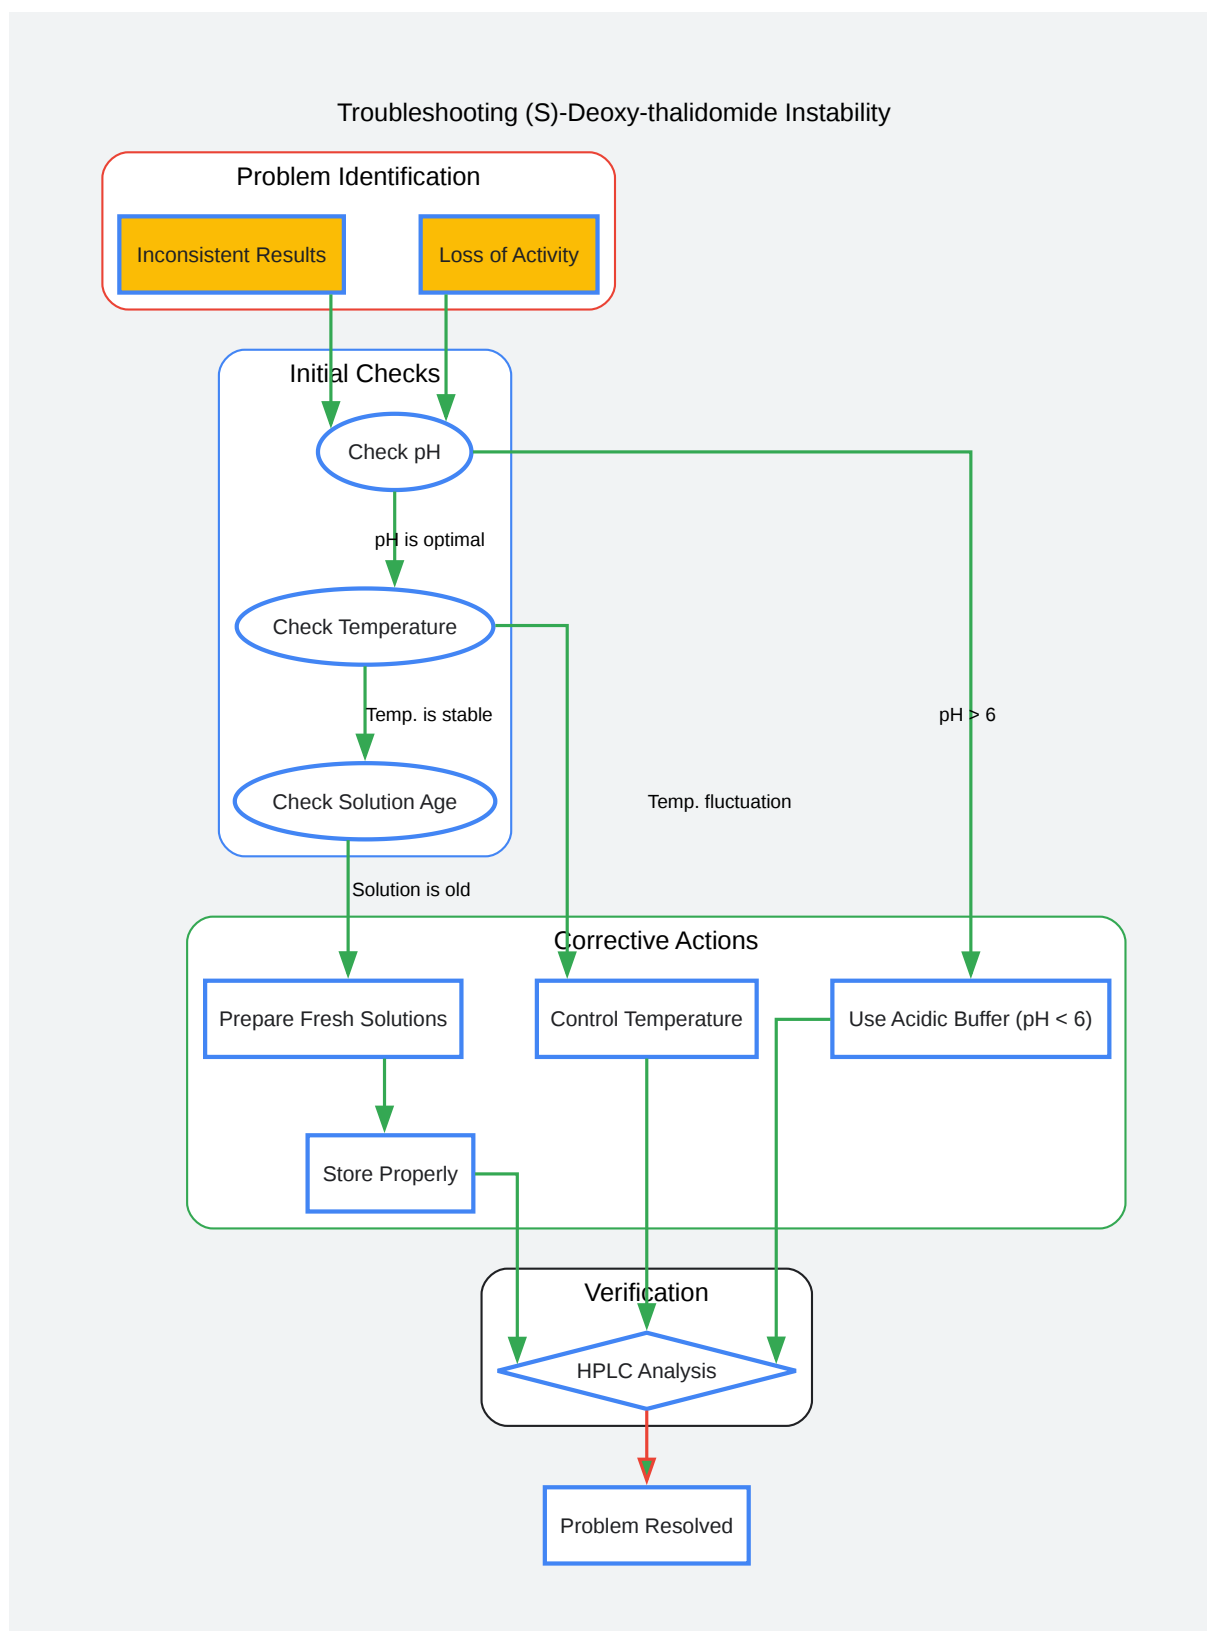 Troubleshooting (S)-Deoxy-thalidomide Instability
Problem Identification
Inconsistent Results
Loss of Activity
Initial Checks
Check pH
pH is optimal
Check Temperature
Temp. is stable
pH > 6
Check Solution Age
Temp. fluctuation
Solution is old
Corrective Actions
Prepare Fresh Solutions
Control Temperature
Use Acidic Buffer (pH < 6)
Store Properly
Verification
HPLC Analysis
Problem Resolved